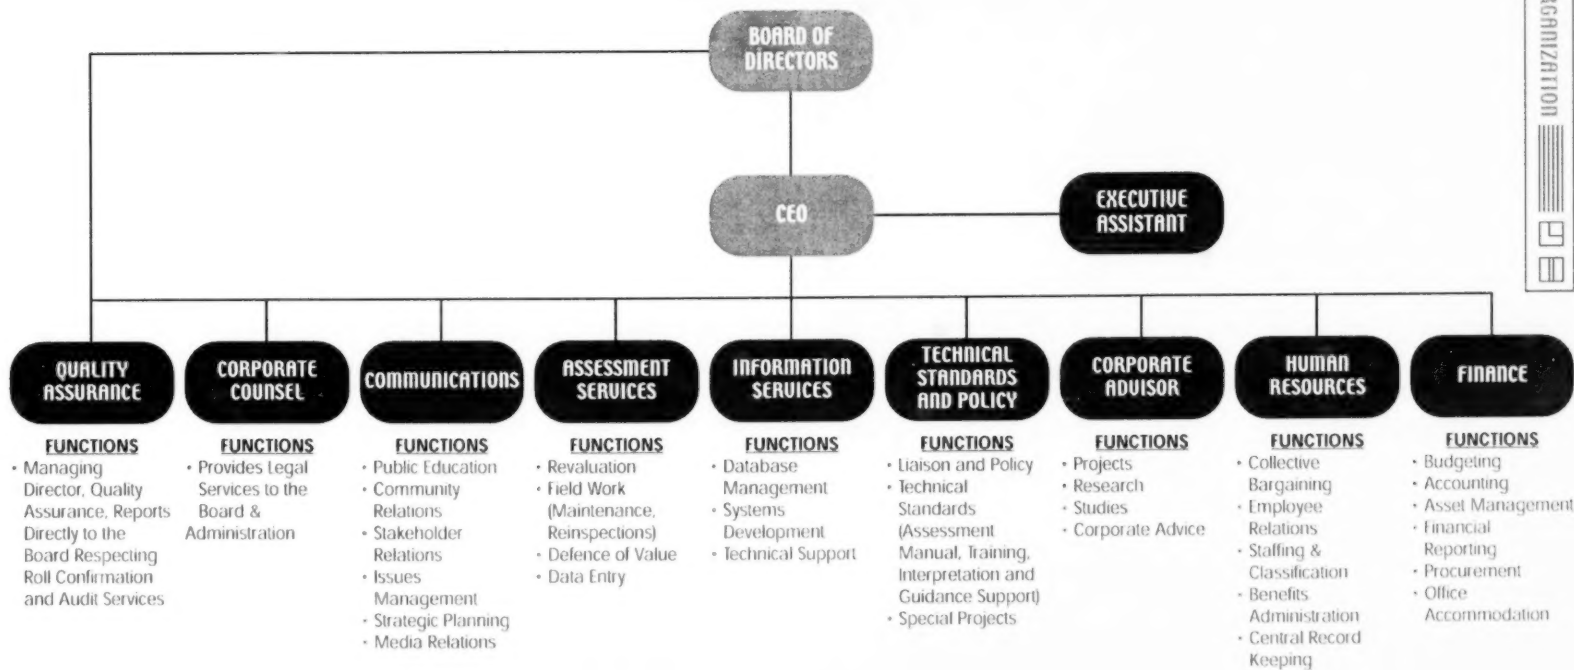 BOARD OF
DIRECTORS
CEO
EXECUTIVE
ASSISTANT
QUALITY
ASSURANCE
FUNCTIONS
• Managing
Director, Quality
Assurance, Reports
Directly to the
Board Respecting
Roll Confirmation
and Audit Services
CORPORATE
COUNSEL
FUNCTIONS
• Provides Legal
Services to the
Board &
Administration
COMMUNICATIONS
FUNCTIONS
• Public Education
• Community
Relations
• Stakeholder
Relations
• Issues
Management
• Strategic Planning
• Media Relations
ASSESSMENT
SERVICES
FUNCTIONS
• Revaluation
• Field Work
(Maintenance,
Reinspections)
• Defence of Value
• Data Entry
INFORMATION
SERVICES
FUNCTIONS
• Database
Management
• Systems
Development
• Technical Support
TECHNICAL
STANDARDS
AND POLICY
FUNCTIONS
• Liaison and Policy
• Technical
Standards
(Assessment
Manual, Training,
Interpretation and
Guidance Support)
• Special Projects
CORPORATE
ADVISOR
FUNCTIONS
• Projects
• Research
• Studies
• Corporate Advice
HUMAN
RESOURCES
FUNCTIONS
• Collective
Bargaining
• Employee
Relations
• Staffing &
Classification
• Benefits
Administration
• Central Record
Keeping
FINANCE
FUNCTIONS
• Budgeting
• Accounting
• Asset Management
• Financial
Reporting
• Procurement
• Office
Accommodation
RGANIZATION